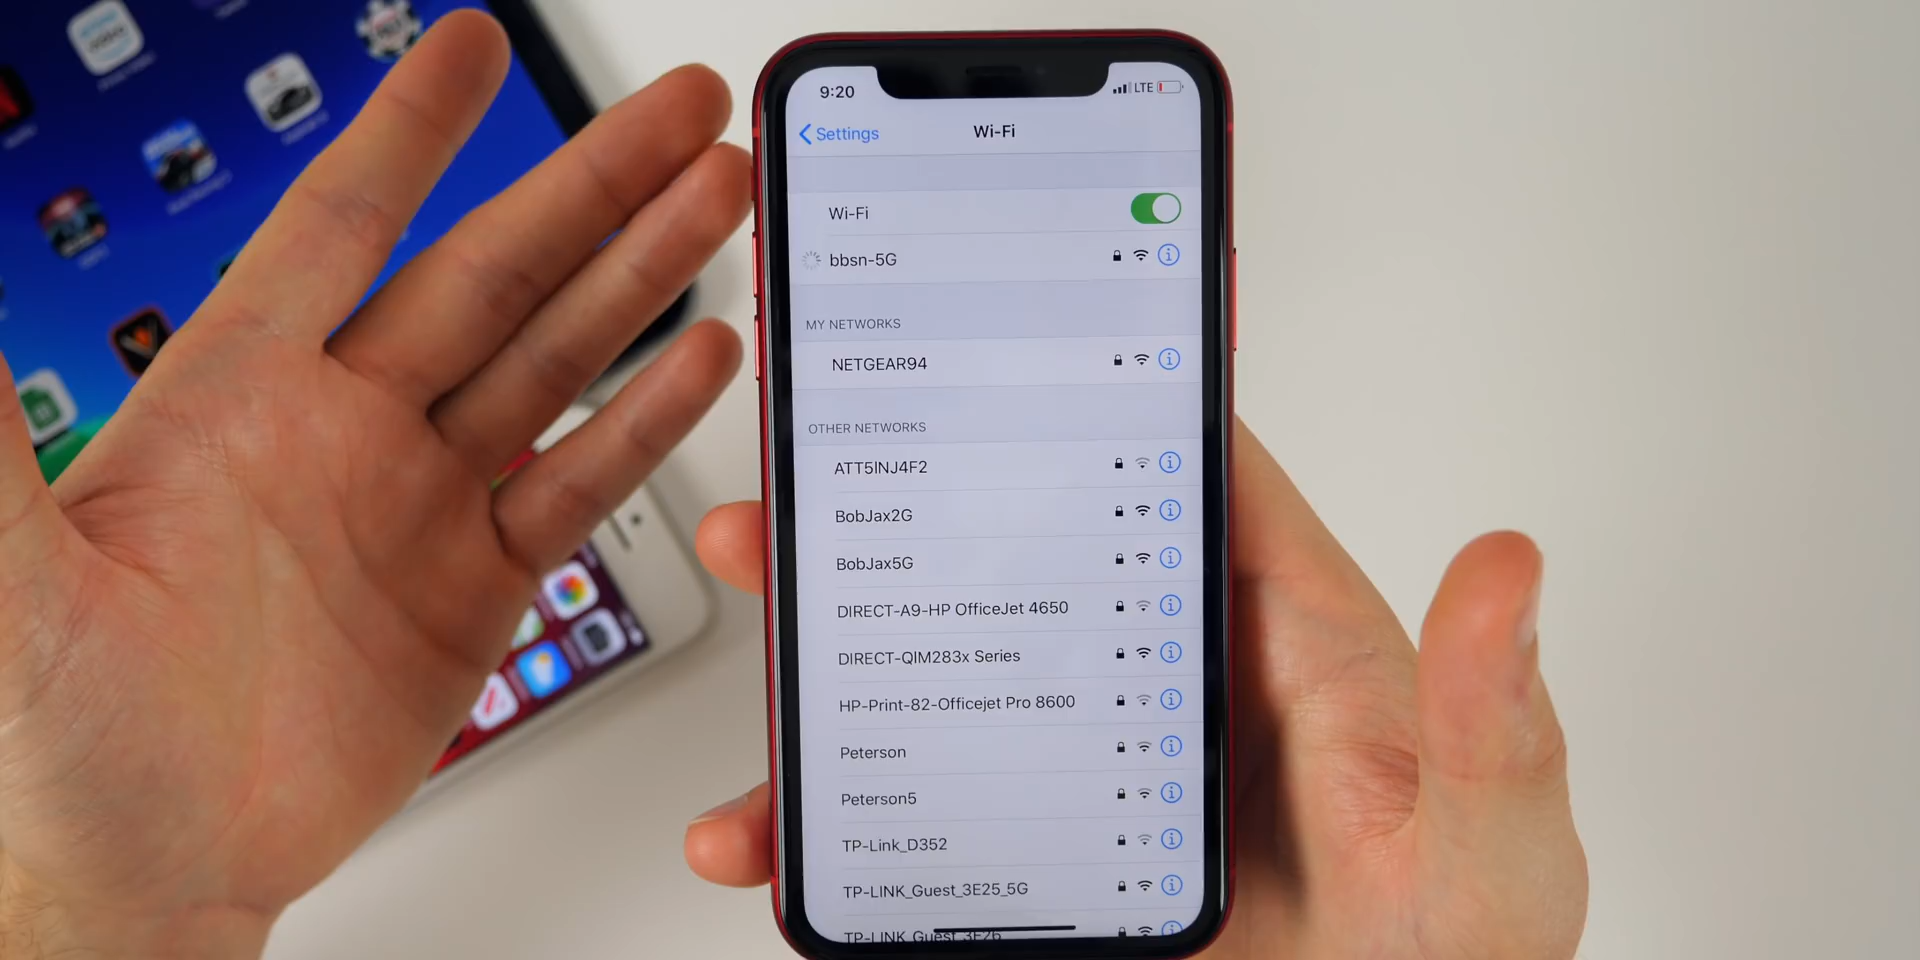 9:20
LTE
Settings
Wi-Fi
Wi-Fi
bbsn-5G
MY NETWORKS
NETGEAR94
OTHER NETWORKS
ATT5INJ4F2
BobJax2G
BobJax5G
DIRECT-A9-HP OfficeJet 4650
DIRECT-QIM283x Series
HP-Print-82-Officejet Pro 8600
Peterson
Peterson5
TP-Link_D352
TP-LINK_Guest_3E25_5G
TP-LINK_Guest_3E26